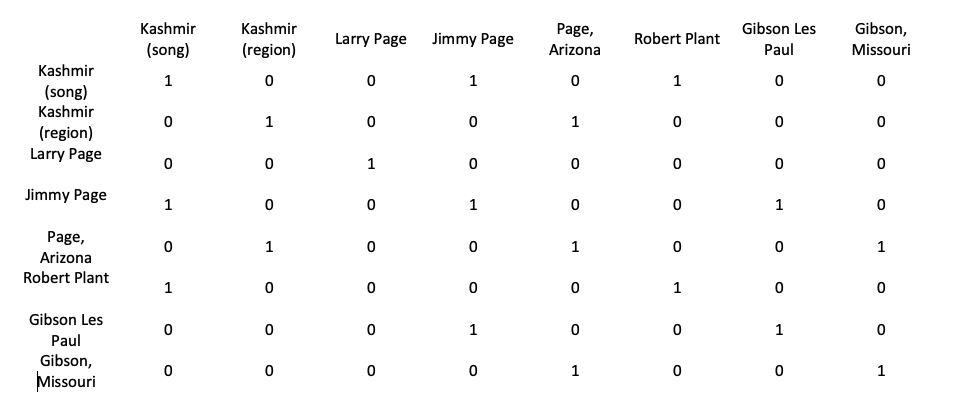 Kashmir (song) Kashmir (region) Larry Page Jimmy Page Page, Arizona Robert Plant Gibson Les Paul Gibson, Missouri
Kashmir (song) 1 0 0 1 0 1 0 0
Kashmir (region) 0 1 0 0 1 0 0 0
Larry Page 0 0 1 0 0 0 0 0
Jimmy Page 1 0 0 1 0 0 1 0
Page, Arizona 0 1 0 0 1 0 0 1
Robert Plant 1 0 0 0 0 1 0 0
Gibson Les Paul 0 0 0 1 0 0 1 0
Gibson, Missouri 0 0 0 0 1 0 0 1